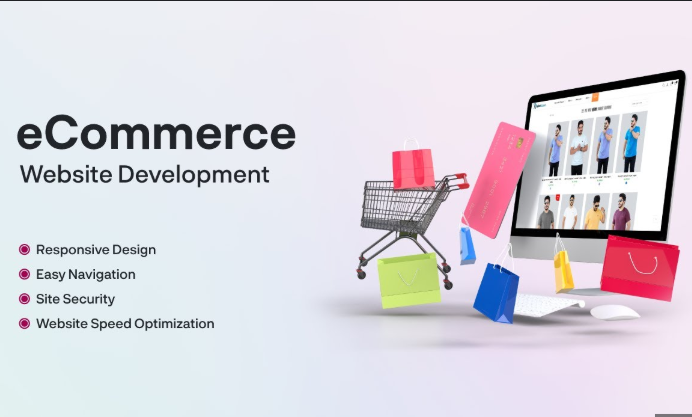 eCommerce
Website Development
Responsive Design
Easy Navigation
Site Security
Website Speed Optimization